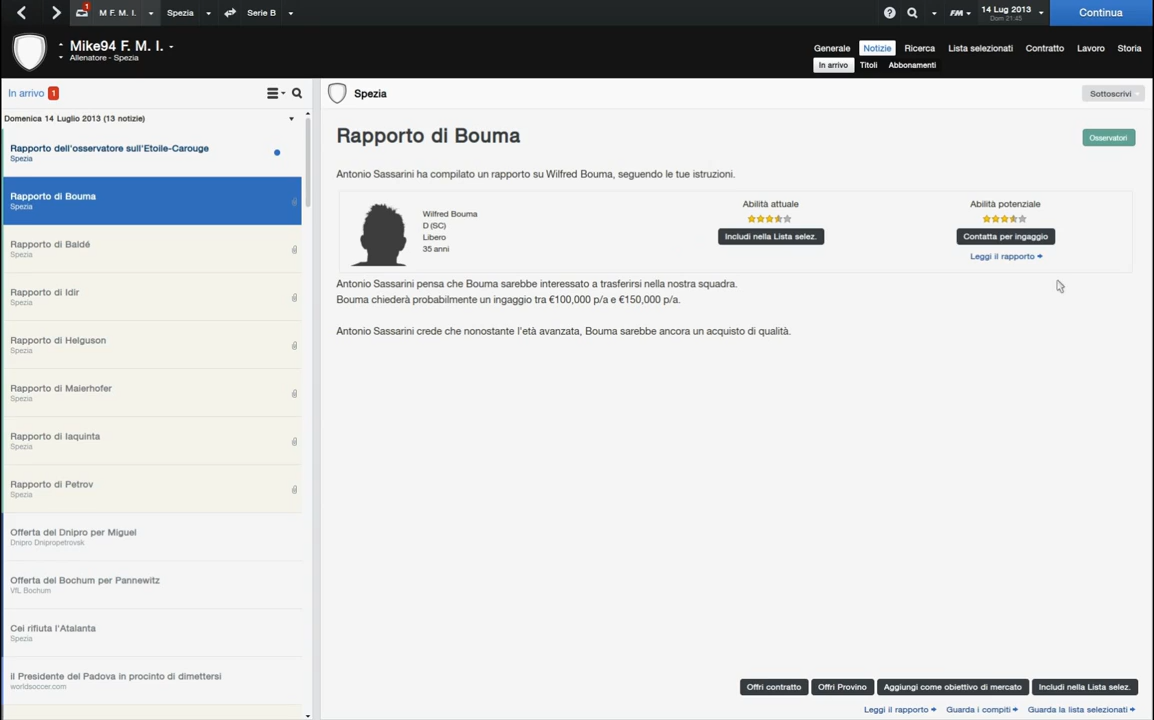 1
M F. M. I.
Spezia
Serie B
FM
14 Lug 2013
Dom 21:45
Continua
Mike94 F. M. I.
Allenatore - Spezia
Generale
Notizie
Ricerca
Lista selezionati
Contratto
Lavoro
Storia
In arrivo
Titoli
Abbonamenti
In arrivo 1
Domenica 14 Luglio 2013 (13 notizie)
Rapporto dell'osservatore sull'Etoile-Carouge
Spezia
Rapporto di Bouma
Spezia
Rapporto di Baldé
Spezia
Rapporto di Idir
Spezia
Rapporto di Helguson
Spezia
Rapporto di Maierhofer
Spezia
Rapporto di Iaquinta
Spezia
Rapporto di Petrov
Spezia
Offerta del Dnipro per Miguel
Dnipro Dnipropetrovsk
Offerta del Bochum per Pannewitz
VfL Bochum
Cei rifiuta l'Atalanta
Spezia
il Presidente del Padova in procinto di dimettersi
worldsoccer.com
Spezia
Sottoscrivi
Rapporto di Bouma
Osservatori
Antonio Sassarini ha compilato un rapporto su Wilfred Bouma, seguendo le tue istruzioni.
Wilfred Bouma
D (SC)
Libero
35 anni
Abilità attuale
Includi nella Lista selez.
Abilità potenziale
Contatta per ingaggio
Leggi il rapporto
Antonio Sassarini pensa che Bouma sarebbe interessato a trasferirsi nella nostra squadra.
Bouma chiederà probabilmente un ingaggio tra €100,000 p/a e €150,000 p/a.
Antonio Sassarini crede che nonostante l'età avanzata, Bouma sarebbe ancora un acquisto di qualità.
Offri contratto
Offri Provino
Aggiungi come obiettivo di mercato
Includi nella Lista selez.
Leggi il rapporto
Guarda i compiti
Guarda la lista selezionati